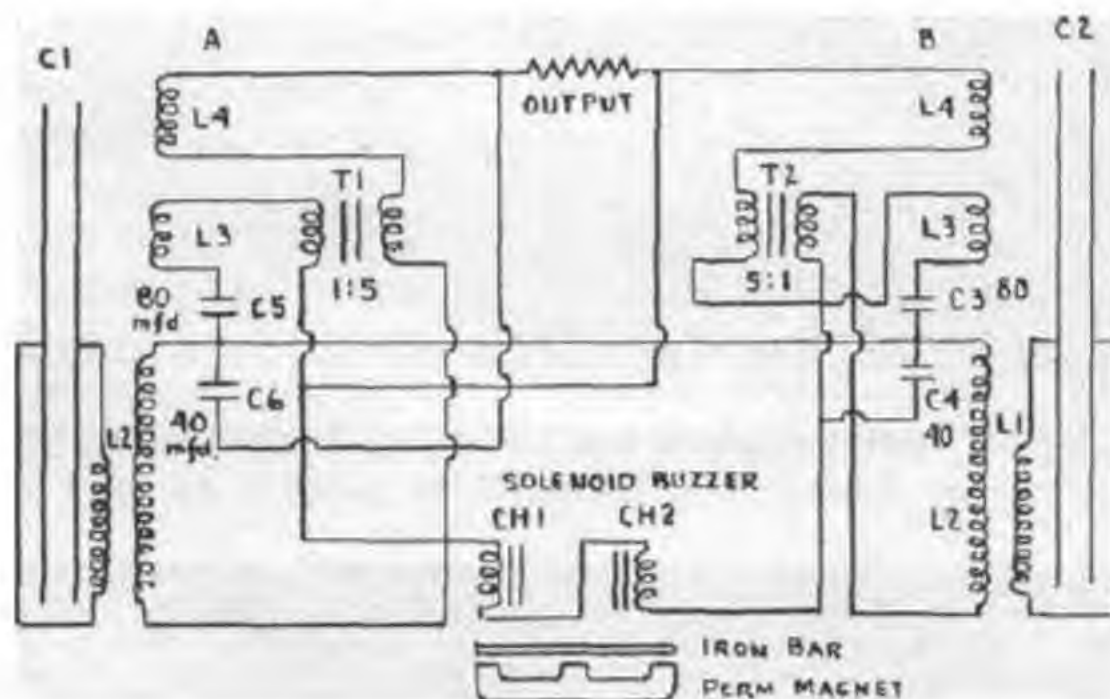 A
B
C1
C2
L4
OUTPUT
L4
T1
T2
L3
L3
1:5
5:1
80
mfd
C5
C3
80
C6
C4
L2
40
mfd.
40
L1
SOLENOID BUZZER
CH1
CH2
L2
IRON BAR
PERM MAGNET